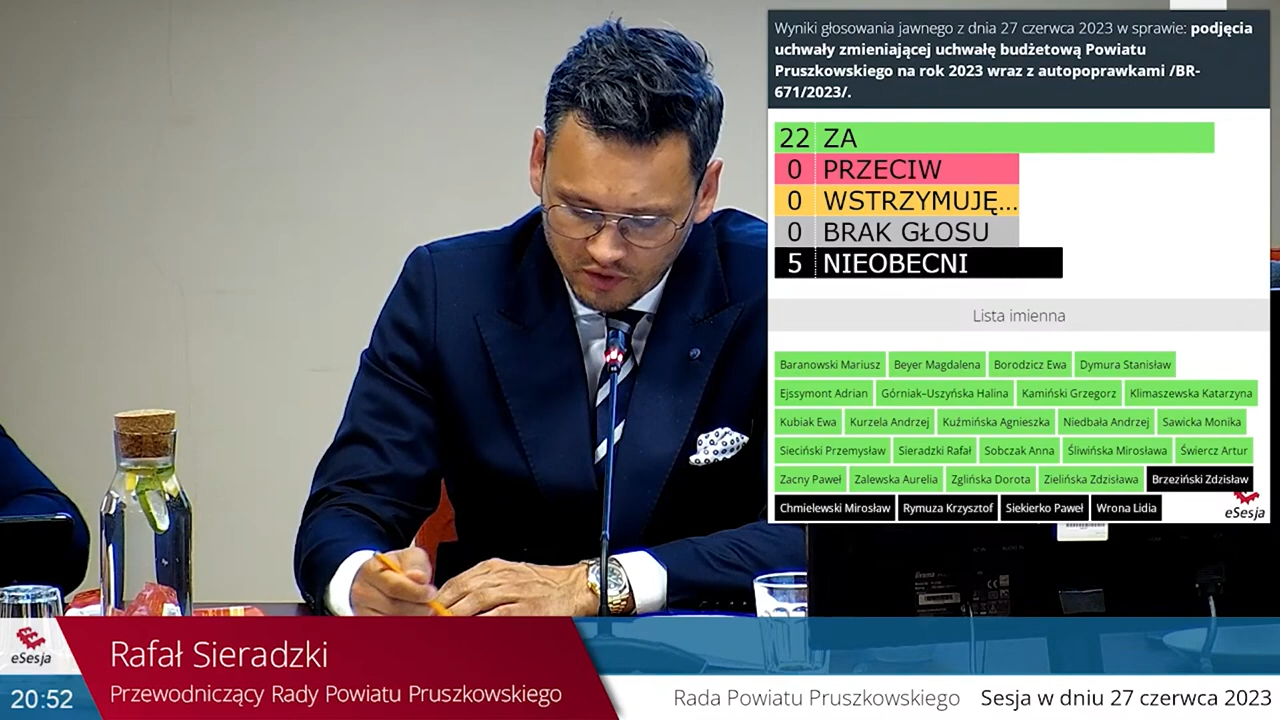 Wyniki głosowania jawnego z dnia 27 czerwca 2023 w sprawie: podjęcia
uchwały zmieniającej uchwałę budżetową Powiatu
Pruszkowskiego na rok 2023 wraz z autopoprawkami /BR-
671/2023/.
22 ZA
0 PRZECIW
0 WSTRZYMUJĘ...
0 BRAK GŁOSU
5 NIEOBECNI
Lista imienna
Baranowski Mariusz Beyer Magdalena Borodzicz Ewa Dymura Stanisław
Ejssymont Adrian Górniak–Uszyńska Halina Kamiński Grzegorz Klimaszewska Katarzyna
Kubiak Ewa Kurzela Andrzej Kuźmińska Agnieszka Niedbała Andrzej Sawicka Monika
Sieciński Przemysław Sieradzki Rafał Sobczak Anna Śliwińska Mirosława Świercz Artur
Zacny Paweł Zalewska Aurelia Zglińska Dorota Zielińska Zdzisława Brzeziński Zdzisław
Chmielewski Mirosław Rymuza Krzysztof Siekierko Paweł Wrona Lidia
eSesja
eSesja
20:52
Rafał Sieradzki
Przewodniczący Rady Powiatu Pruszkowskiego
Rada Powiatu Pruszkowskiego Sesja w dniu 27 czerwca 2023